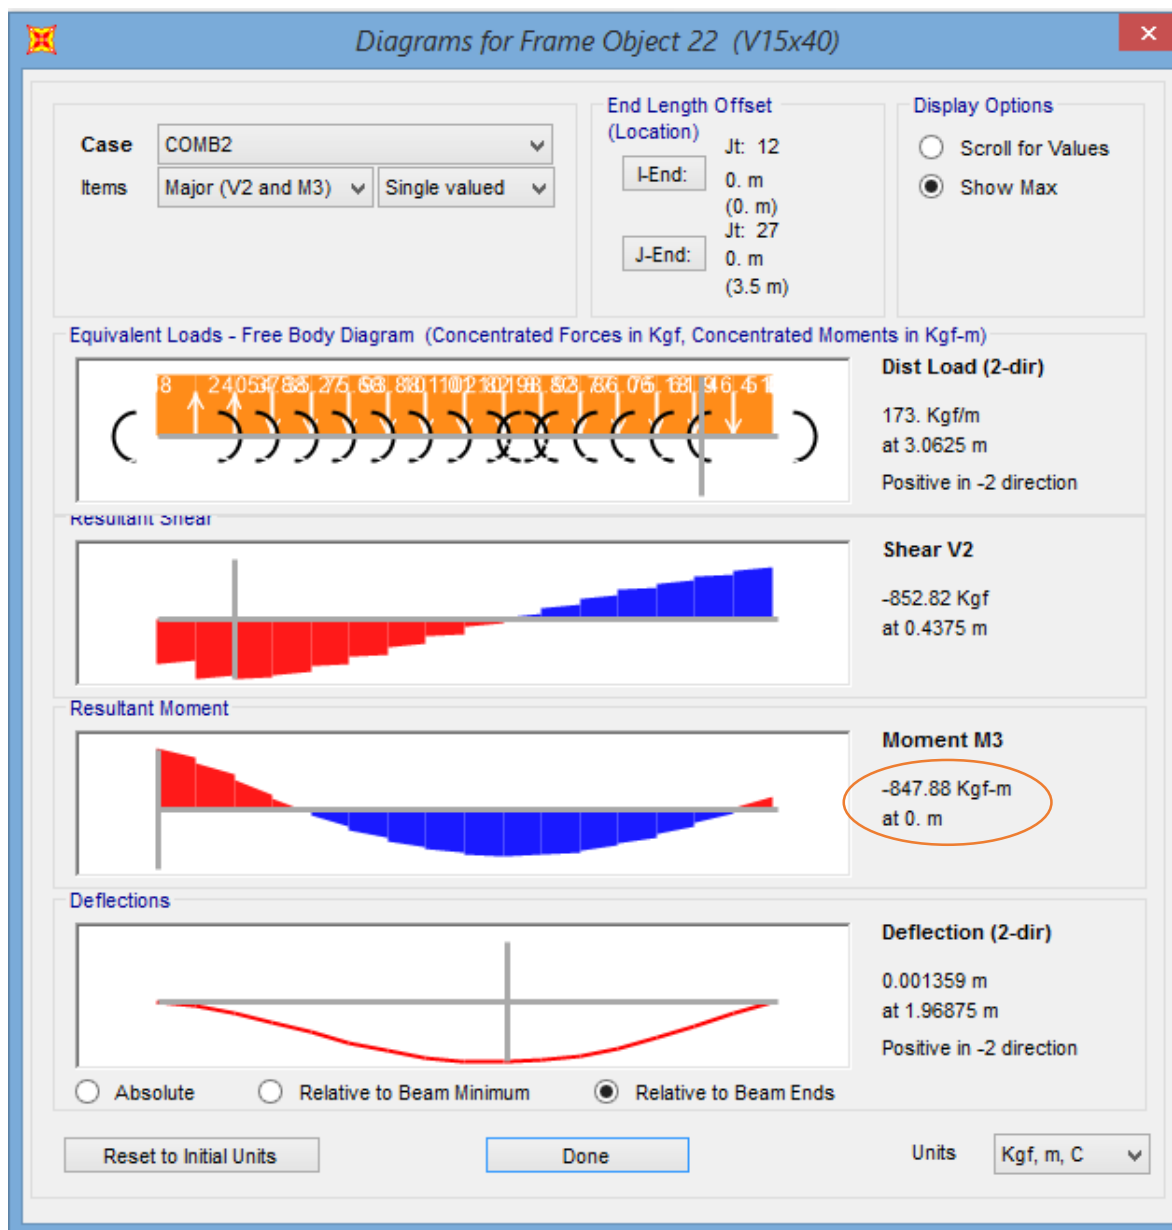 Diagrams for Frame Object 22 (V15x40)
Case COMB2
Items Major (V2 and M3) Single valued
End Length Offset
(Location)
I-End:
Jt: 12
0. m
(0. m)
J-End:
Jt: 27
0. m
(3.5 m)
Display Options
Scroll for Values
Show Max
Equivalent Loads - Free Body Diagram (Concentrated Forces in Kgf, Concentrated Moments in Kgf-m)
Dist Load (2-dir)
173. Kgf/m
at 3.0625 m
Positive in -2 direction
Resultant Shear
Shear V2
-852.82 Kgf
at 0.4375 m
Resultant Moment
Moment M3
-847.88 Kgf-m
at 0. m
Deflections
Deflection (2-dir)
0.001359 m
at 1.96875 m
Positive in -2 direction
Absolute Relative to Beam Minimum Relative to Beam Ends
Reset to Initial Units Done Units Kgf, m, C